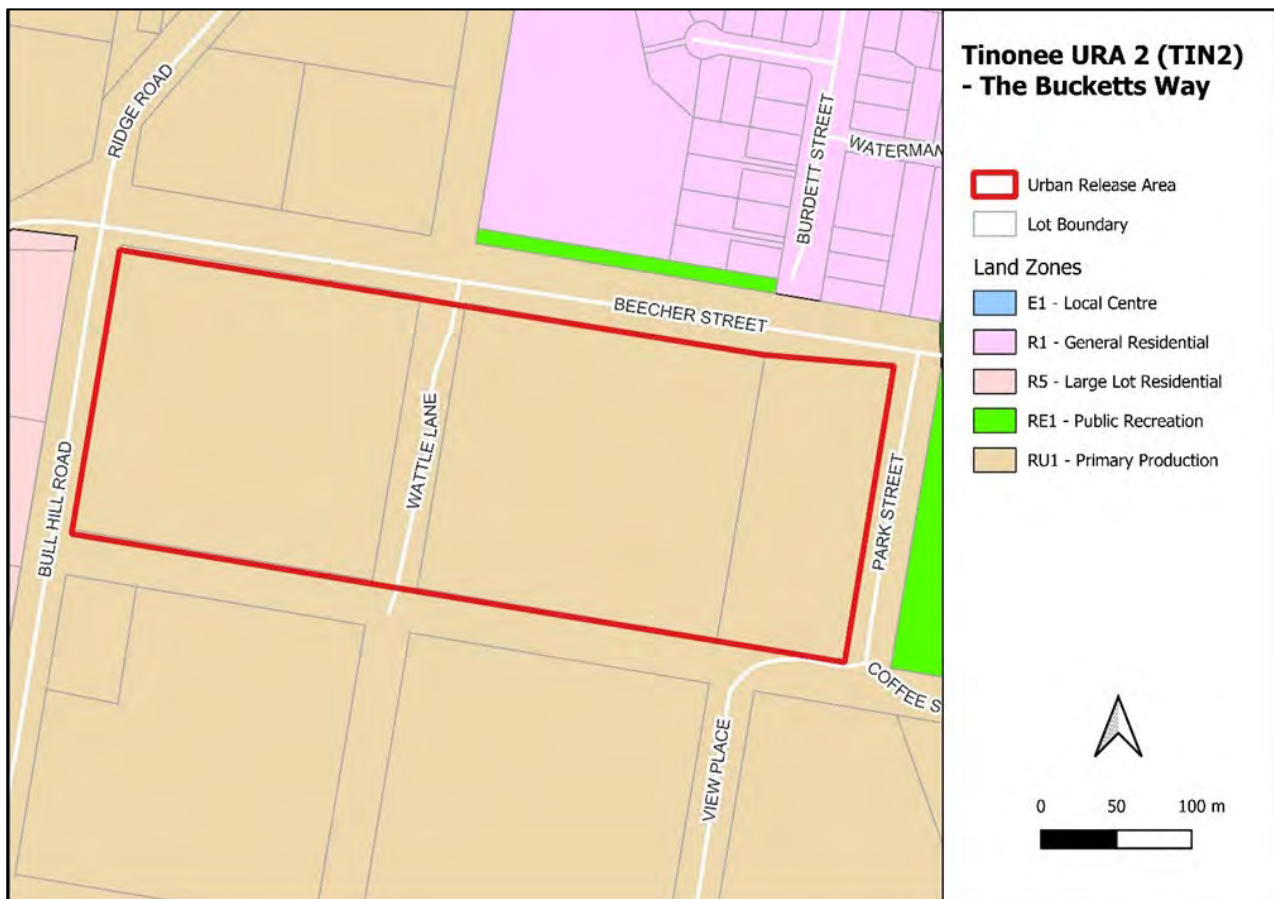 Tinonee URA 2 (TIN2)
- The Bucketts Way
Urban Release Area
Lot Boundary
Land Zones
E1 - Local Centre
R1 - General Residential
R5 - Large Lot Residential
RE1 - Public Recreation
RU1 - Primary Production
0 50 100 m
RIDGE ROAD
BURDETT STREET
WATERMAN
BEECHER STREET
WATTLE LANE
BULL HILL ROAD
PARK STREET
COFFEE S
VIEW PLACE